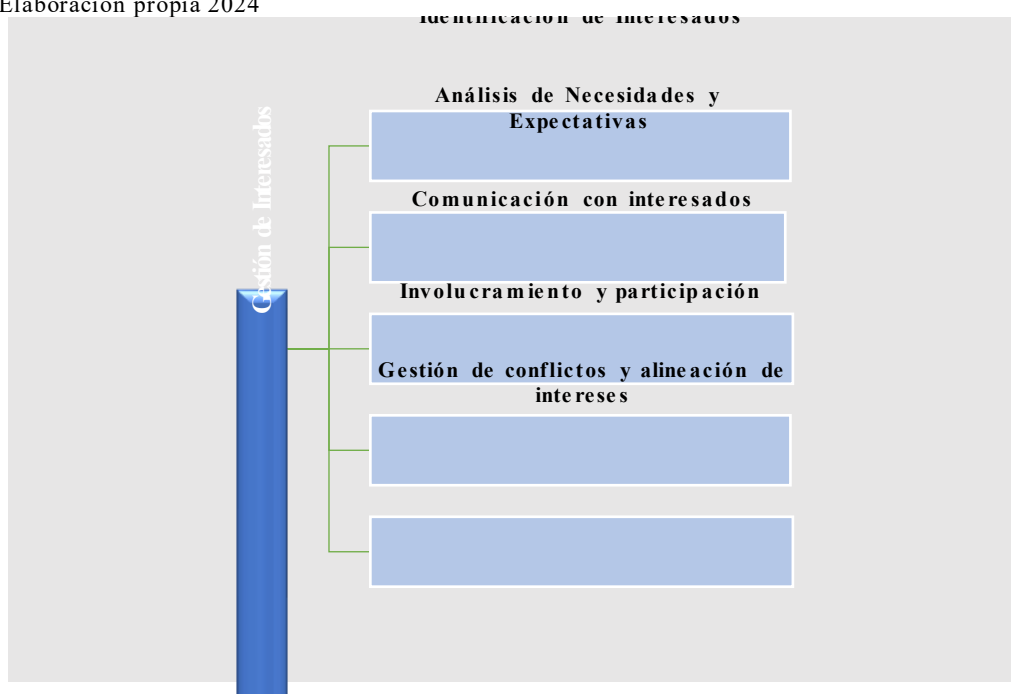 Elaboración propia 2024
Identificación de Interesados
Análisis de Necesidades y
Expectativas
Comunicación con interesados
Involucramiento y participación
Gestión de conflictos y alineación de
intereses
Gestión de Interesados